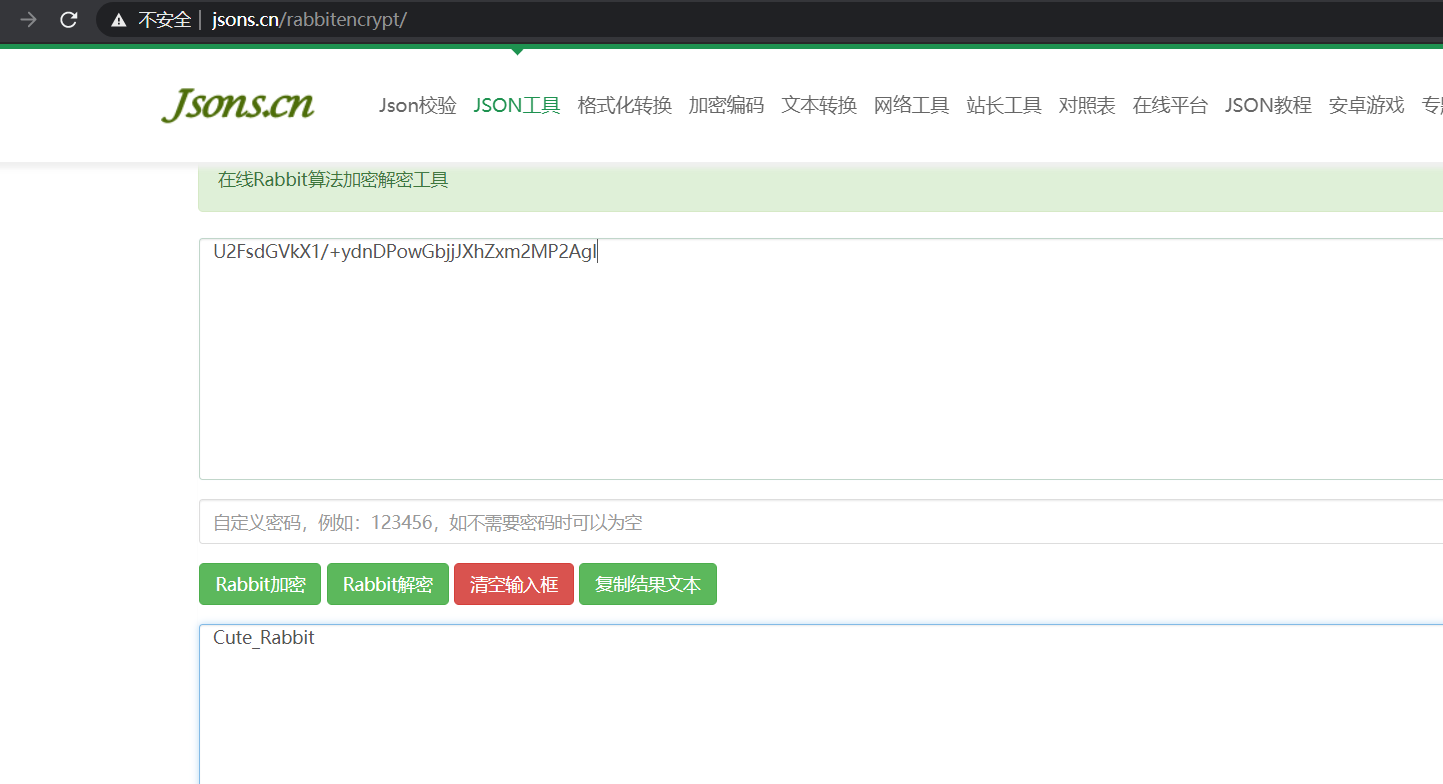 不安全 | jsons.cn/rabbitencrypt/
Jsons.cn
Json校验 JSON工具 格式化转换 加密编码 文本转换 网络工具 站长工具 对照表 在线平台 JSON教程 安卓游戏 专
在线Rabbit算法加密解密工具
U2FsdGVkX1/+ydnDPowGbjjJXhZxm2MP2AgI
自定义密码，例如：123456，如不需要密码时可以为空
Rabbit加密 Rabbit解密 清空输入框 复制结果文本
Cute_Rabbit